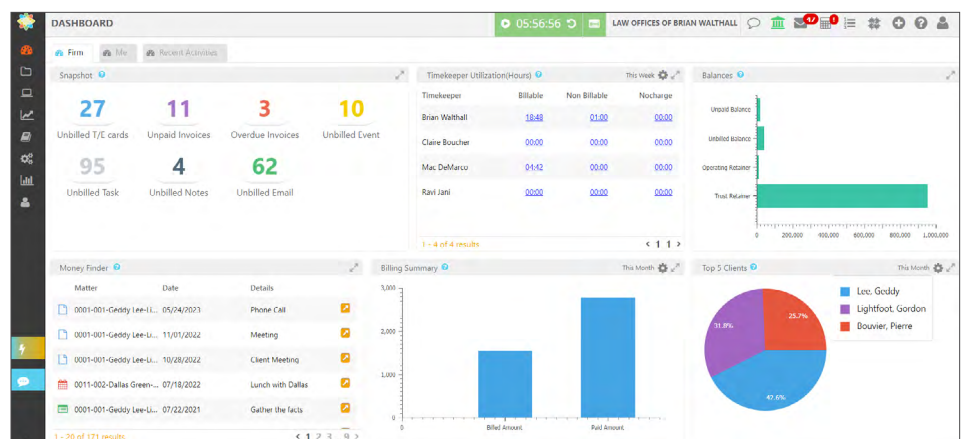 DASHBOARD
05:56:56
LAW OFFICES OF BRIAN WALTHALL
47
Firm
Me
Recent Activities
Snapshot
27
11
3
10
Unbilled T/E cards
Unpaid Invoices
Overdue Invoices
Unbilled Event
95
4
62
Unbilled Task
Unbilled Notes
Unbilled Email
Timekeeper Utilization(Hours)
This Week
Timekeeper Billable Non Billable Nocharge
Brian Walthall 18:48 01:00 00:00
Claire Boucher 00:00 00:00 00:00
Mac DeMarco 04:42 00:00 00:00
Ravi Jani 00:00 00:00 00:00
1 - 4 of 4 results
< 1 1 >
Balances
Unpaid Balance
Unbilled Balance
Operating Retainer
Trust Retainer
0 200,000 400,000 600,000 800,000 1,000,000
Money Finder
Matter Date Details
0001-001-Geddy Lee-Li... 05/24/2023 Phone Call
0001-001-Geddy Lee-Li... 11/01/2022 Meeting
0001-001-Geddy Lee-Li... 10/28/2022 Client Meeting
0011-002-Dallas Green-... 07/18/2022 Lunch with Dallas
0001-001-Geddy Lee-Li... 07/22/2021 Gather the facts
1 - 20 of 171 results
< 1 2 3 .. 9 >
Billing Summary
This Month
3,000
2,000
1,000
0
0 Billed Amount Paid Amount
Top 5 Clients
This Month
Lee, Geddy
Lightfoot, Gordon
Bouvier, Pierre
31.8%
25.7%
42.6%